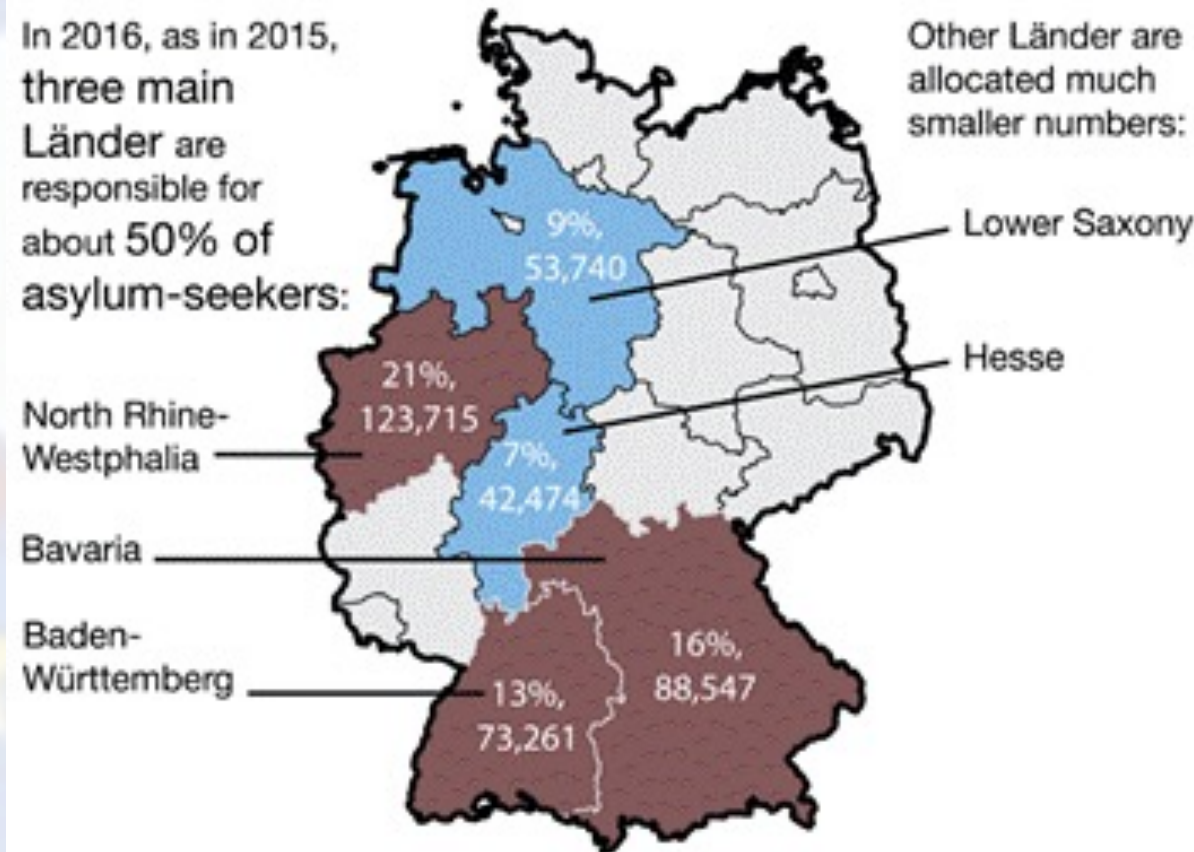 In 2016, as in 2015,
three main
Länder are
responsible for
about 50% of
asylum-seekers:
Other Länder are
allocated much
smaller numbers:
9%,
53,740
Lower Saxony
21%,
123,715
Hesse
North Rhine-
Westphalia
7%,
42,474
Bavaria
Baden-
Württemberg
16%,
88,547
13%,
73,261